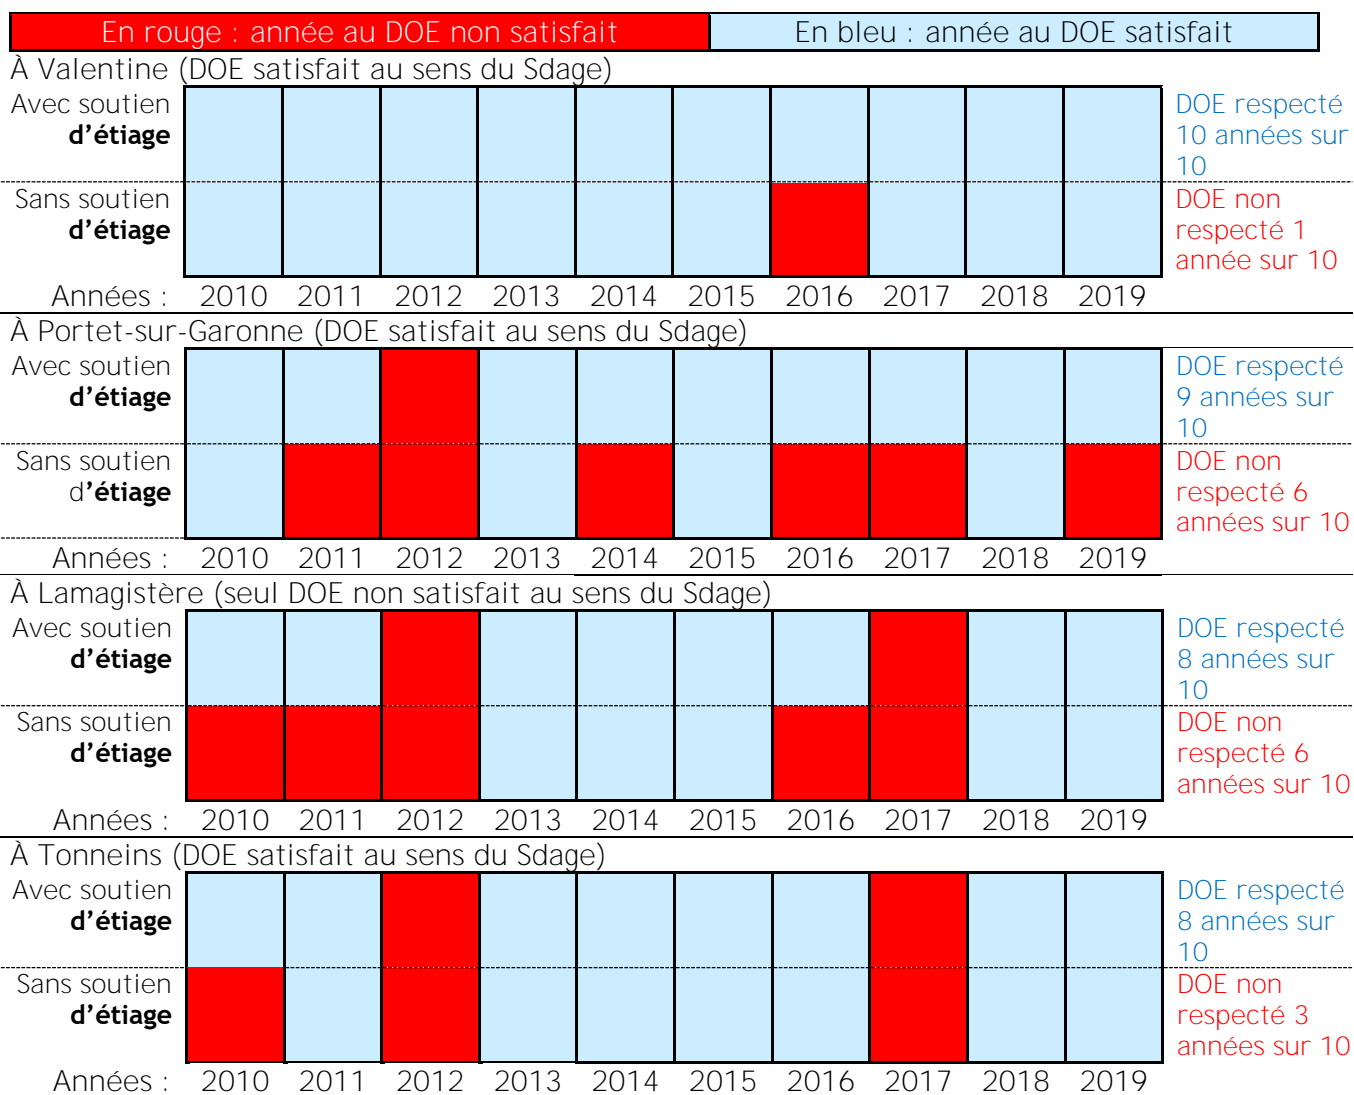 En rouge : année au DOE non satisfait
En bleu : année au DOE satisfait
À Valentine (DOE satisfait au sens du Sdage)
Avec soutien
d’étiage
DOE respecté
10 années sur
10
Sans soutien
d’étiage
DOE non
respecté 1
année sur 10
Années : 2010 2011 2012 2013 2014 2015 2016 2017 2018 2019
À Portet-sur-Garonne (DOE satisfait au sens du Sdage)
Avec soutien
d’étiage
DOE respecté
9 années sur
10
Sans soutien
d’étiage
DOE non
respecté 6
années sur 10
Années : 2010 2011 2012 2013 2014 2015 2016 2017 2018 2019
À Lamagistère (seul DOE non satisfait au sens du Sdage)
Avec soutien
d’étiage
DOE respecté
8 années sur
10
Sans soutien
d’étiage
DOE non
respecté 6
années sur 10
Années : 2010 2011 2012 2013 2014 2015 2016 2017 2018 2019
À Tonneins (DOE satisfait au sens du Sdage)
Avec soutien
d’étiage
DOE respecté
8 années sur
10
Sans soutien
d’étiage
DOE non
respecté 3
années sur 10
Années : 2010 2011 2012 2013 2014 2015 2016 2017 2018 2019